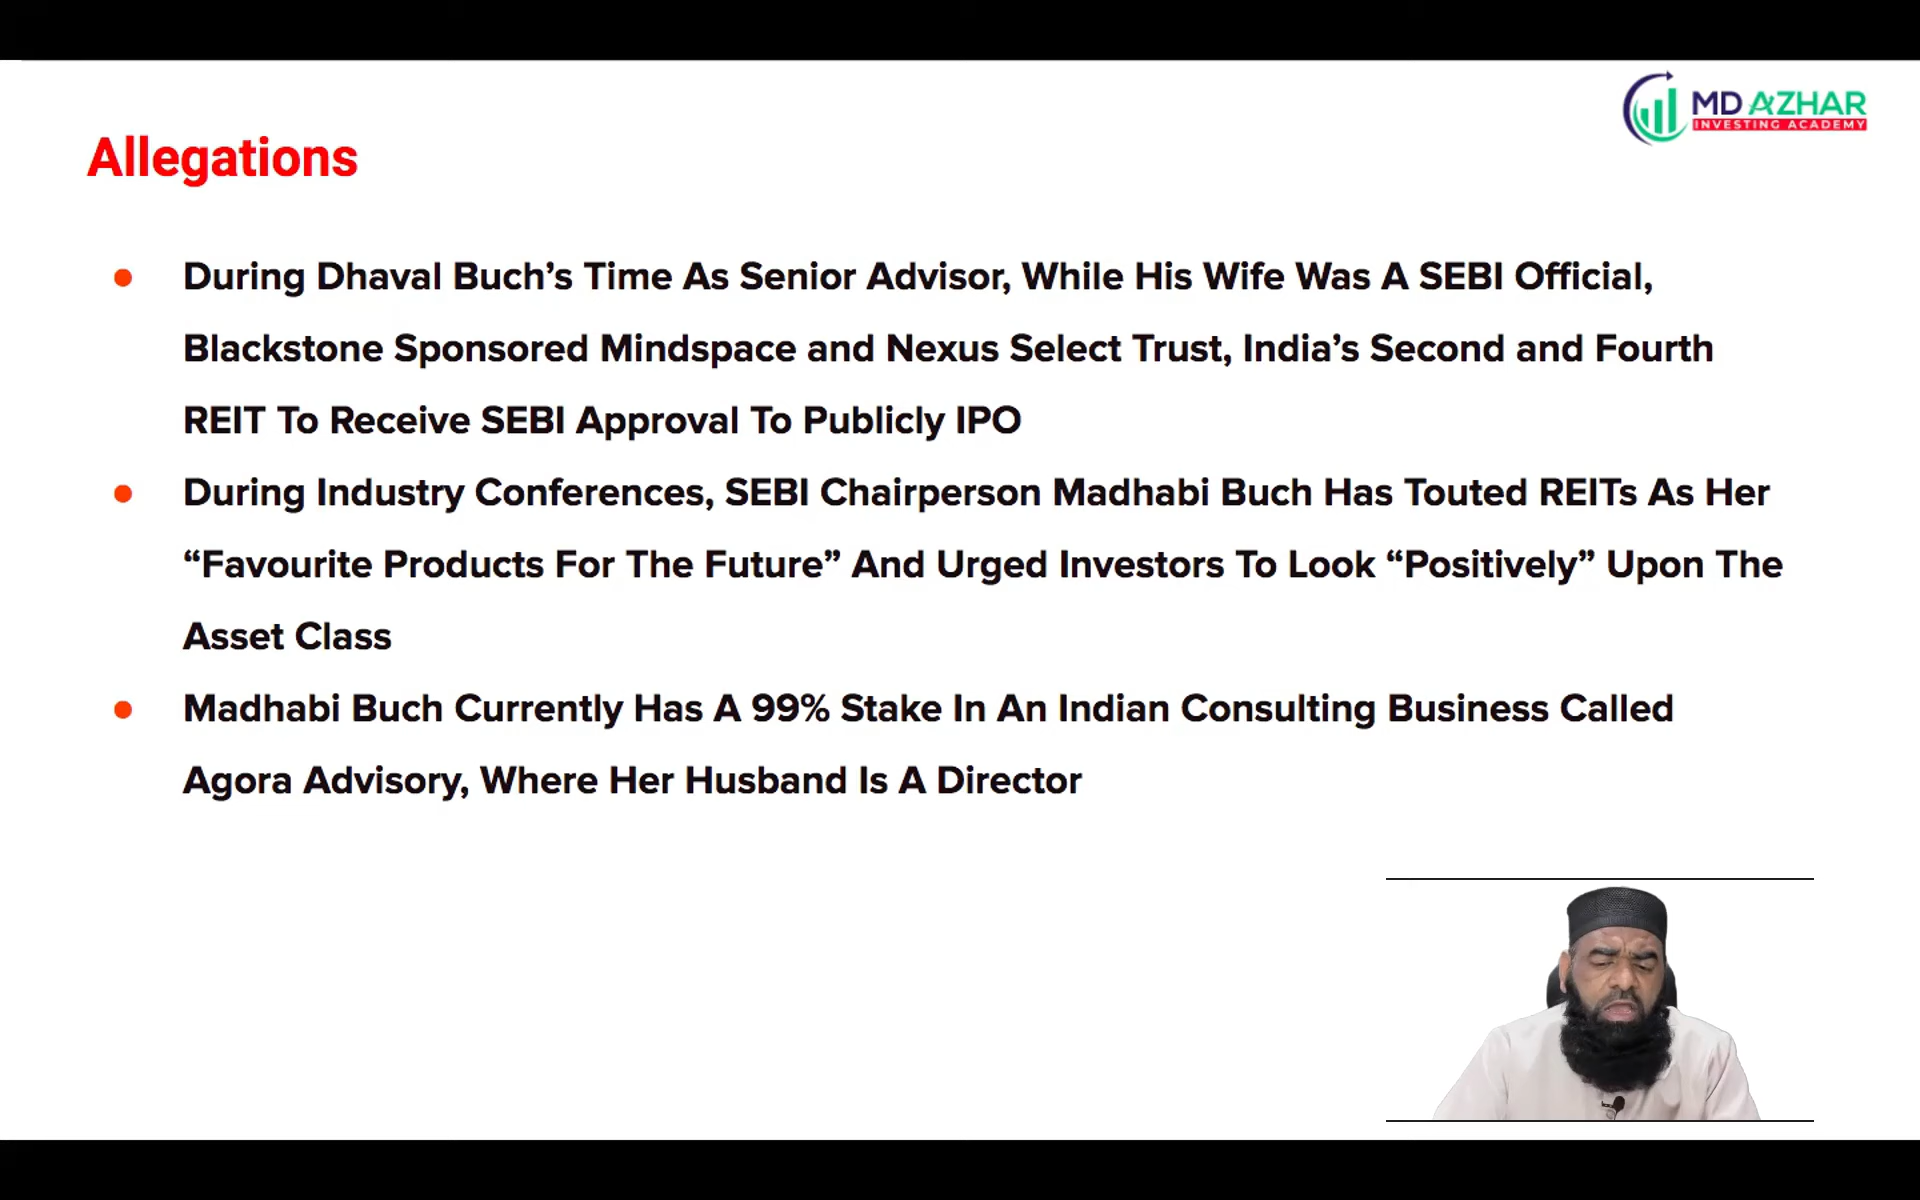 MD AZHAR
INVESTING ACADEMY
Allegations
● During Dhaval Buch’s Time As Senior Advisor, While His Wife Was A SEBI Official,
Blackstone Sponsored Mindspace and Nexus Select Trust, India’s Second and Fourth
REIT To Receive SEBI Approval To Publicly IPO
● During Industry Conferences, SEBI Chairperson Madhabi Buch Has Touted REITs As Her
“Favourite Products For The Future” And Urged Investors To Look “Positively” Upon The
Asset Class
● Madhabi Buch Currently Has A 99% Stake In An Indian Consulting Business Called
Agora Advisory, Where Her Husband Is A Director